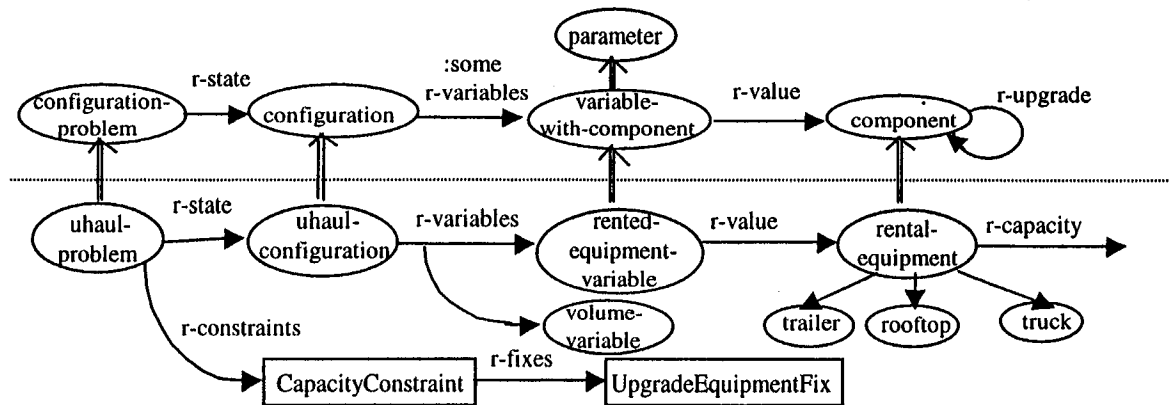 parameter
:some
r-state
r-variables
r-value
r-upgrade
configuration-
problem
configuration
variable-
with-component
component
r-state
r-variables
r-value
r-capacity
uhaul-
problem
uhaul-
configuration
rented-
equipment-
variable
rental-
equipment
volume-
variable
trailer
rooftop
truck
r-constraints
r-fixes
CapacityConstraint
UpgradeEquipmentFix